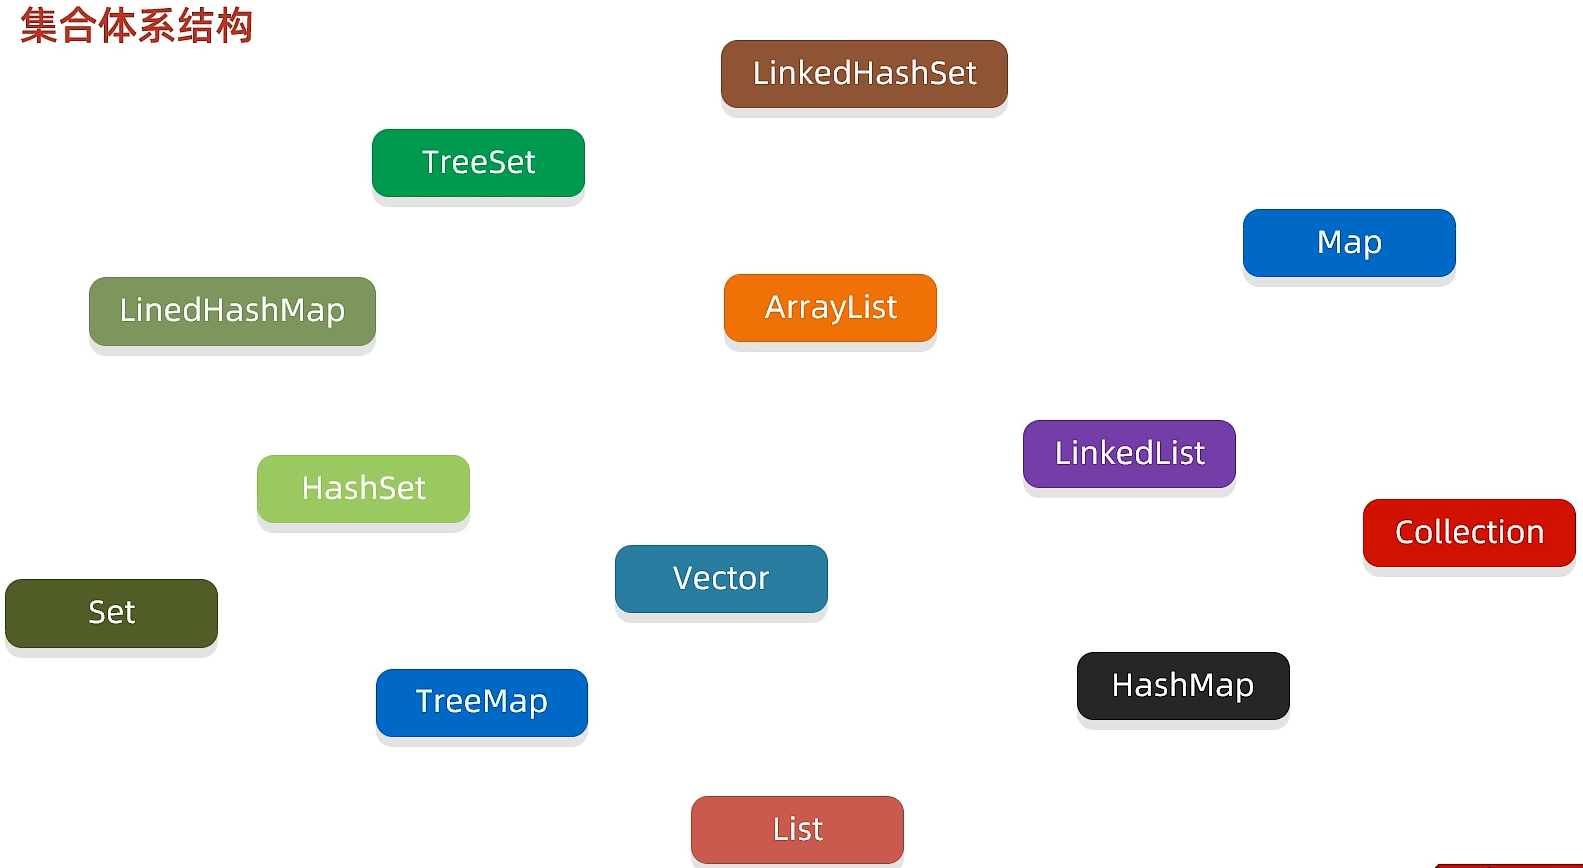 集合体系结构
LinkedHashSet
TreeSet
Map
LinedHashMap
ArrayList
LinkedList
HashSet
Collection
Vector
Set
HashMap
TreeMap
List